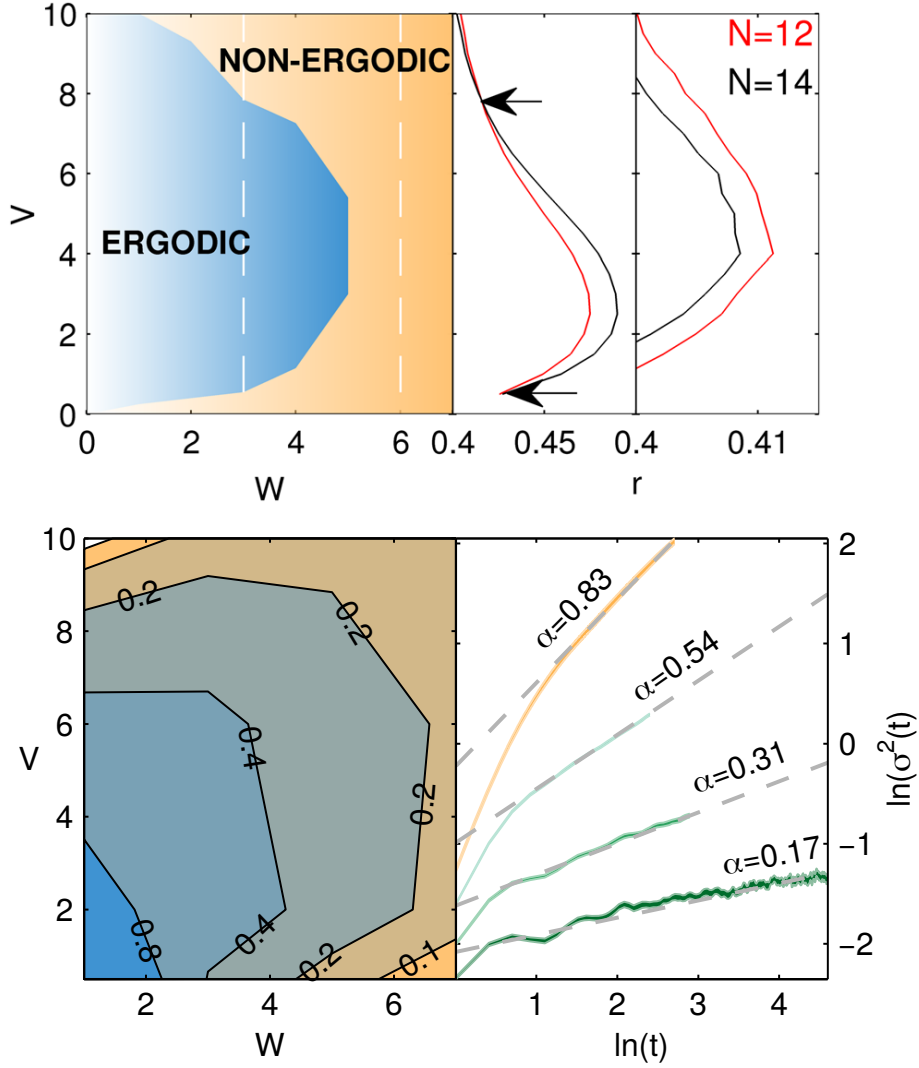 10
8
6
4
2
0
V
NON-ERGODIC
ERGODIC
N=12
N=14
0 2 4 6 0.4 0.45 0.4 0.41
W
r
10
8
6
4
2
V
0.2
0.2
0.4
0.2
0.8
0.4
0.2
0.1
2 4 6
W
α=0.83
α=0.54
α=0.31
α=0.17
2
1
0
−1
−2
ln(σ²(t)
1 2 3 4
ln(t)